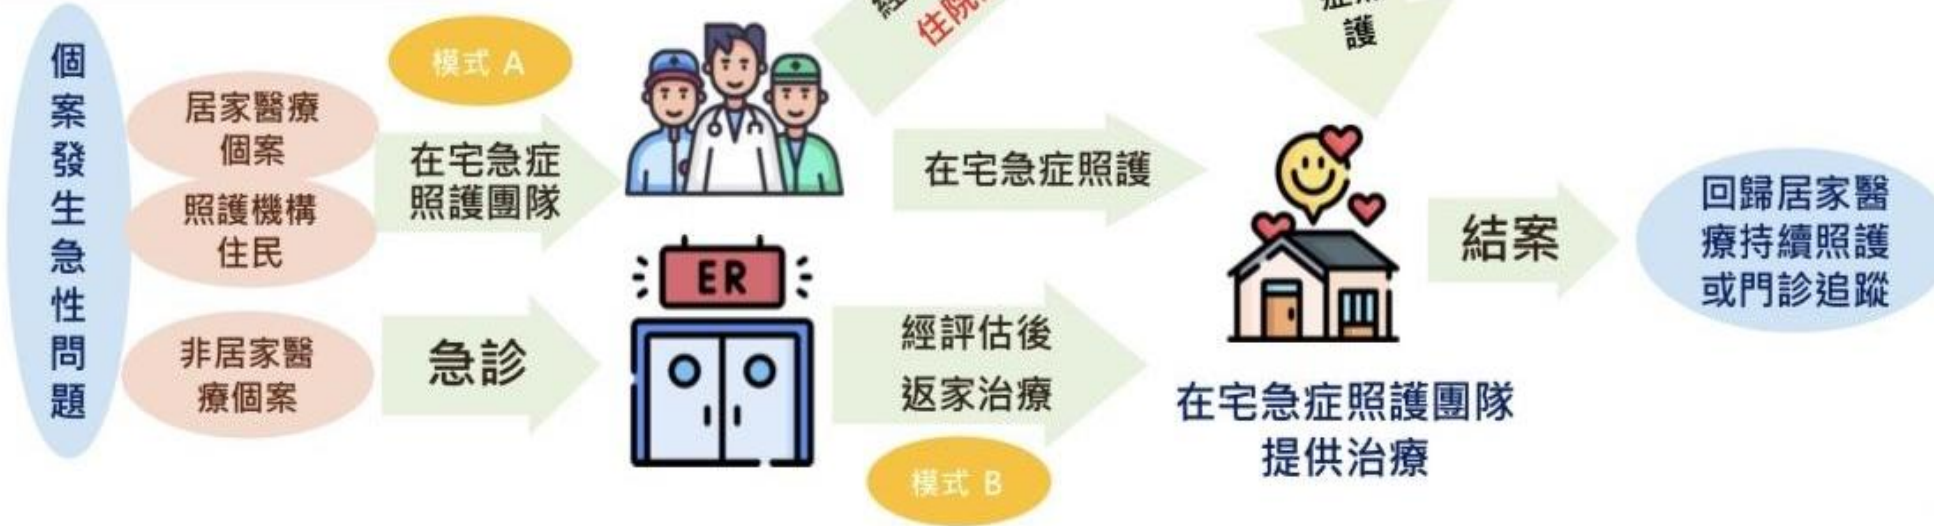 個案發生急性問題
居家醫療
個案
照護機構
住民
非居家醫
療個案
模式 A
在宅急症
照護團隊
急診
ER
住院
護
在宅急症照護
經評估後
返家治療
模式 B
在宅急症照護團隊
提供治療
結案
回歸居家醫
療持續照護
或門診追蹤